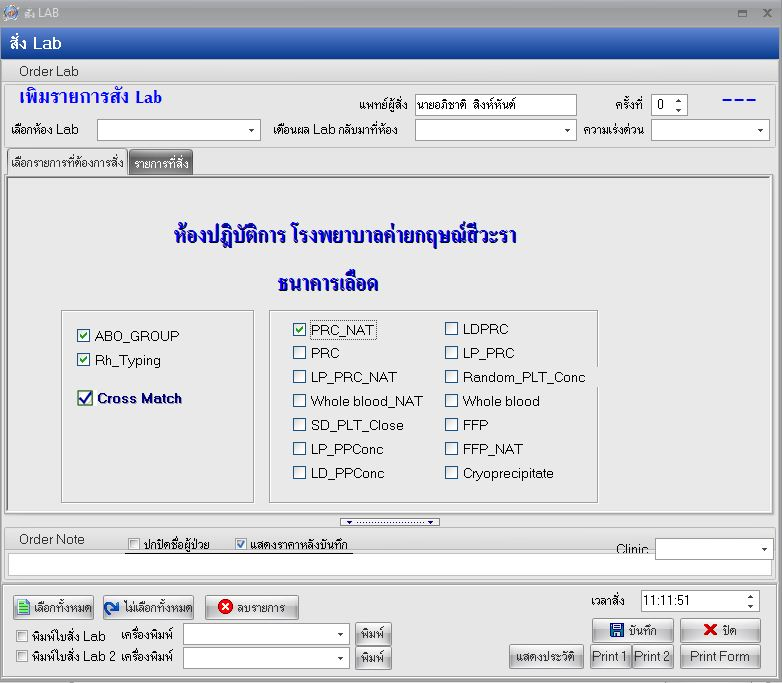 สั่ง LAB
สั่ง Lab
Order Lab
เพิ่มรายการสั่ง Lab
แพทย์ผู้สั่ง นายอภิชาติ สิงห์หันต์ ครั้งที่ 0 ---
เลือกห้อง Lab เตือนผล Lab กลับมาที่ห้อง ความเร่งด่วน
เลือกรายการที่ต้องการสั่ง รายการที่สั่ง
ห้องปฏิบัติการ โรงพยาบาลค่ายกฤษณ์สีวะรา
ธนาคารเลือด
ABO_GROUP
Rh_Typing
Cross Match
PRC_NAT LDPRC
PRC LP_PRC
LP_PRC_NAT Random_PLT_Conc
Whole blood_NAT Whole blood
SD_PLT_Close FFP
LP_PPConc FFP_NAT
LD_PPConc Cryoprecipitate
Order Note ปกปิดชื่อผู้ป่วย แสดงราคาหลังบันทึก Clinic
เลือกทั้งหมด ไม่เลือกทั้งหมด ลบรายการ เวลาสั่ง 11:11:51
พิมพ์ใบสั่ง Lab เครื่องพิมพ์ พิมพ์ บันทึก ปิด
พิมพ์ใบสั่ง Lab 2 เครื่องพิมพ์ พิมพ์ แสดงประวัติ Print 1 Print 2 Print Form